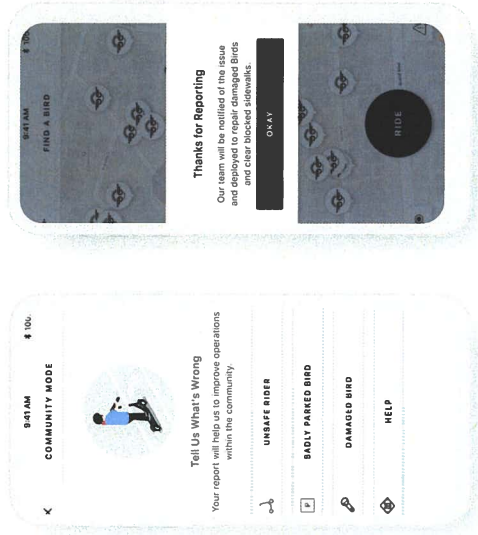 9:41 AM
100
COMMUNITY MODE
Tell Us What's Wrong
Your report will help us to improve operations
within the community.
UNSAFE RIDER
P
BADLY PARKED BIRD
DAMAGED BIRD
HELP
9:41 AM
100
FIND A BIRD
Thanks for Reporting
Our team will be notified of the issue
and deployed to repair damaged Birds
and clear blocked sidewalks.
OKAY
RIDE